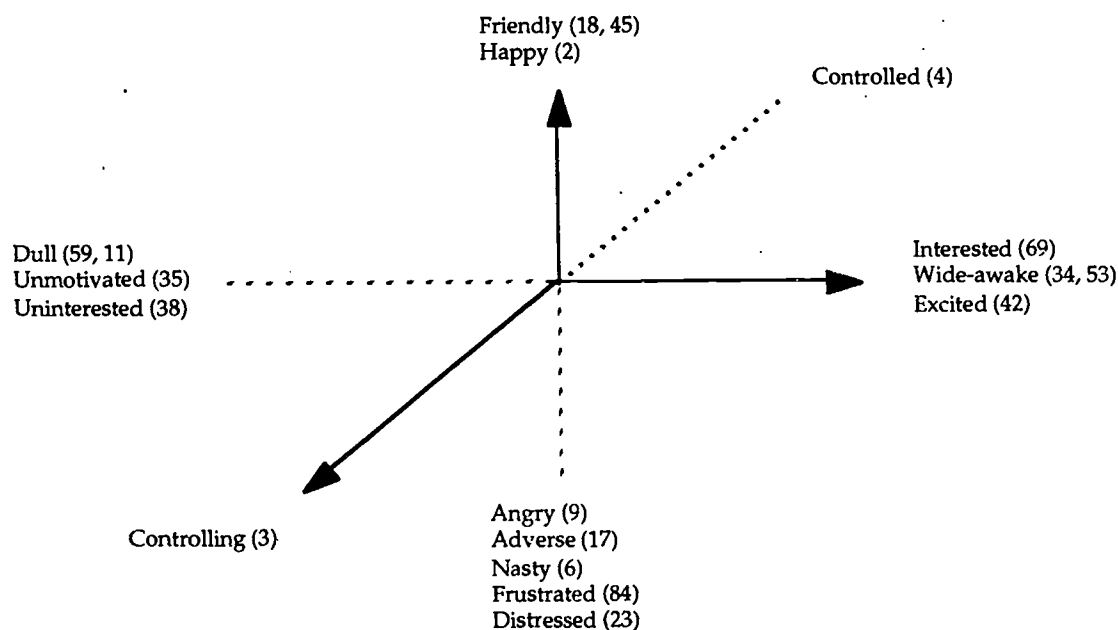 Friendly (18, 45)
Happy (2)
Controlled (4)
Dull (59, 11)
Unmotivated (35)
Uninterested (38)
Interested (69)
Wide-awake (34, 53)
Excited (42)
Controlling (3)
Angry (9)
Adverse (17)
Nasty (6)
Frustrated (84)
Distressed (23)